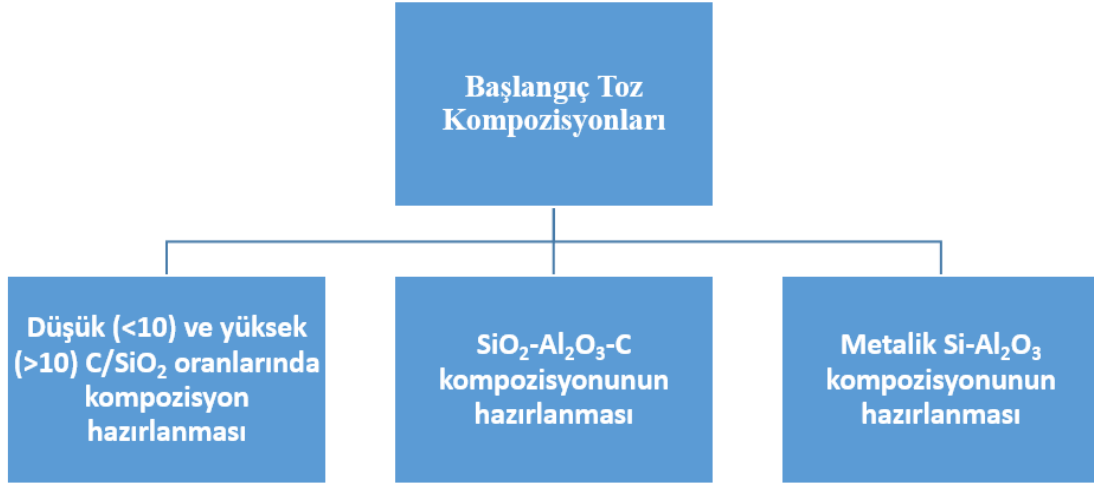 Başlangıç Toz
Kompozisyonları
Düşük (<10) ve yüksek
(>10) C/SiO₂ oranlarında
kompozisyon
hazırlanması
SiO₂-Al₂O₃-C
kompozisyonunun
hazırlanması
Metalik Si-Al₂O₃
kompozisyonunun
hazırlanması